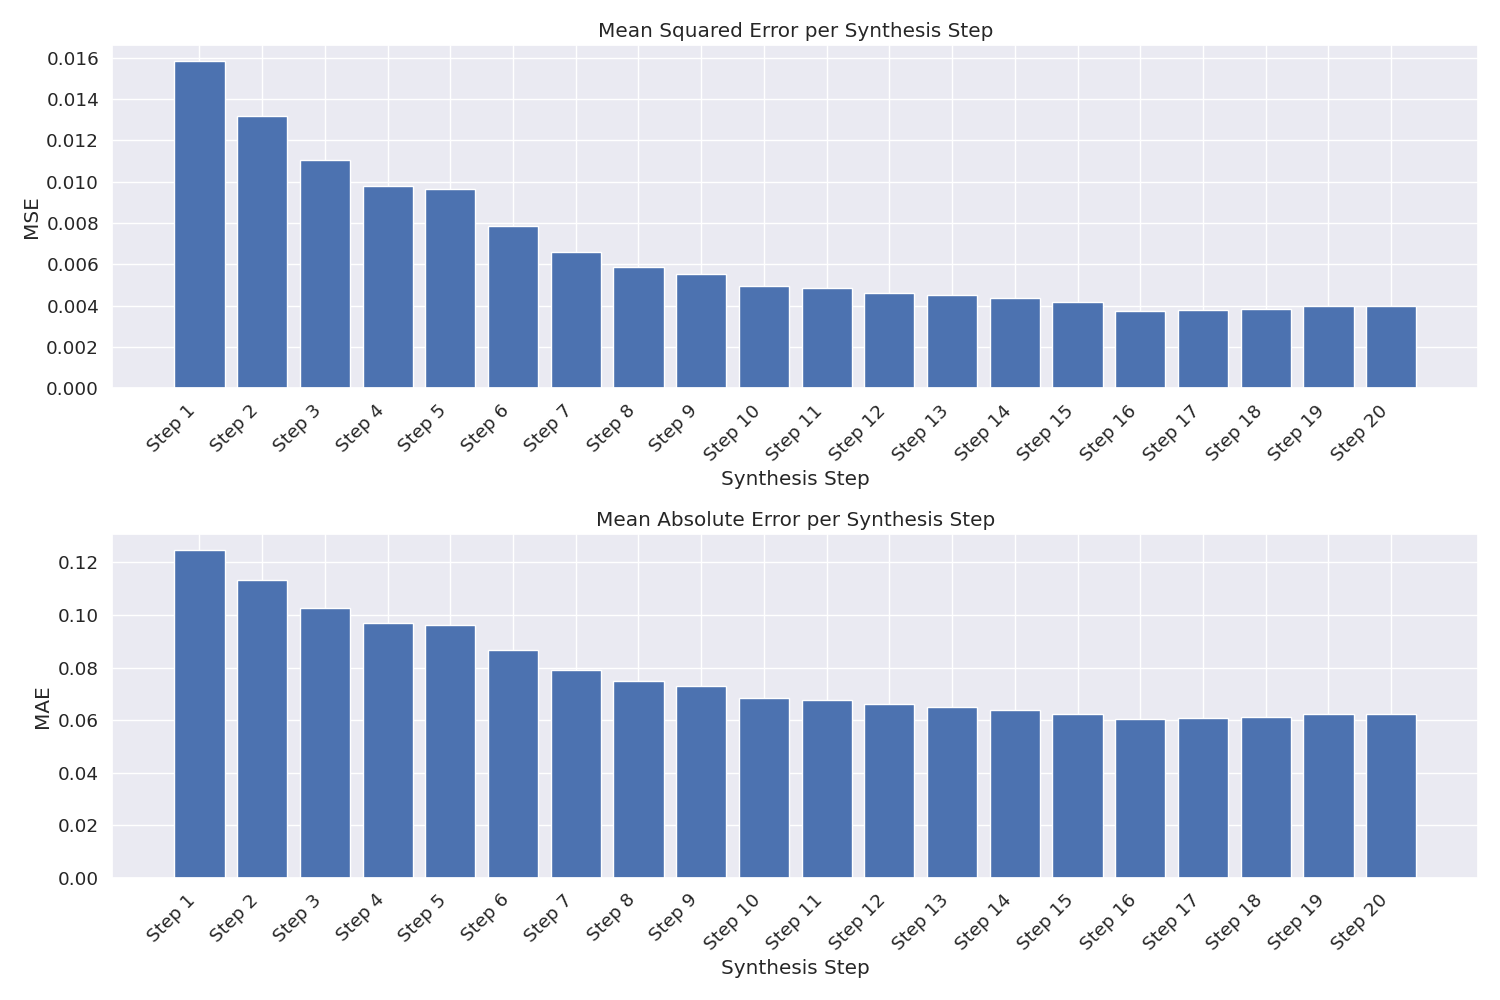 Mean Squared Error per Synthesis Step
0.016
0.014
0.012
0.010
0.008
0.006
0.004
0.002
0.000
MSE
Step 1
Step 2
Step 3
Step 4
Step 5
Step 6
Step 7
Step 8
Step 9
Step 10
Step 11
Step 12
Step 13
Step 14
Step 15
Step 16
Step 17
Step 18
Step 19
Step 20
Synthesis Step
Mean Absolute Error per Synthesis Step
0.12
0.10
0.08
0.06
0.04
0.02
0.00
MAE
Step 1
Step 2
Step 3
Step 4
Step 5
Step 6
Step 7
Step 8
Step 9
Step 10
Step 11
Step 12
Step 13
Step 14
Step 15
Step 16
Step 17
Step 18
Step 19
Step 20
Synthesis Step